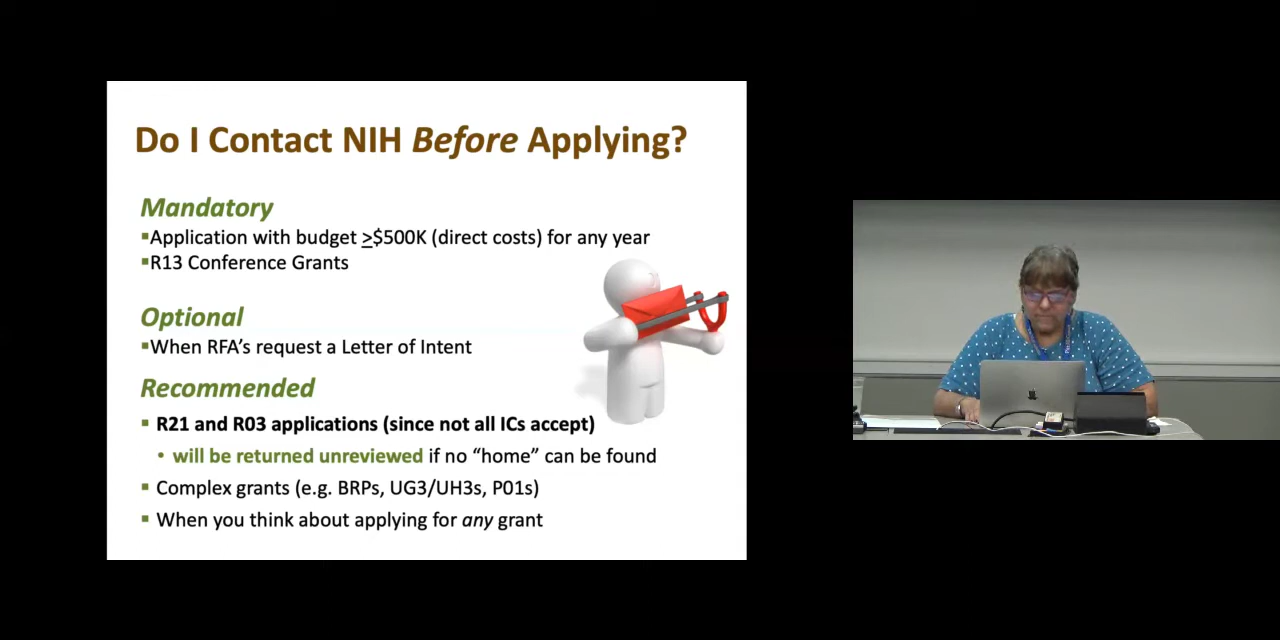 Do I Contact NIH Before Applying?
Mandatory
▪Application with budget >$500K (direct costs) for any year
▪R13 Conference Grants
Optional
▪When RFA's request a Letter of Intent
Recommended
▪ R21 and R03 applications (since not all ICs accept)
• will be returned unreviewed if no “home” can be found
▪ Complex grants (e.g. BRPs, UG3/UH3s, P01s)
▪ When you think about applying for any grant